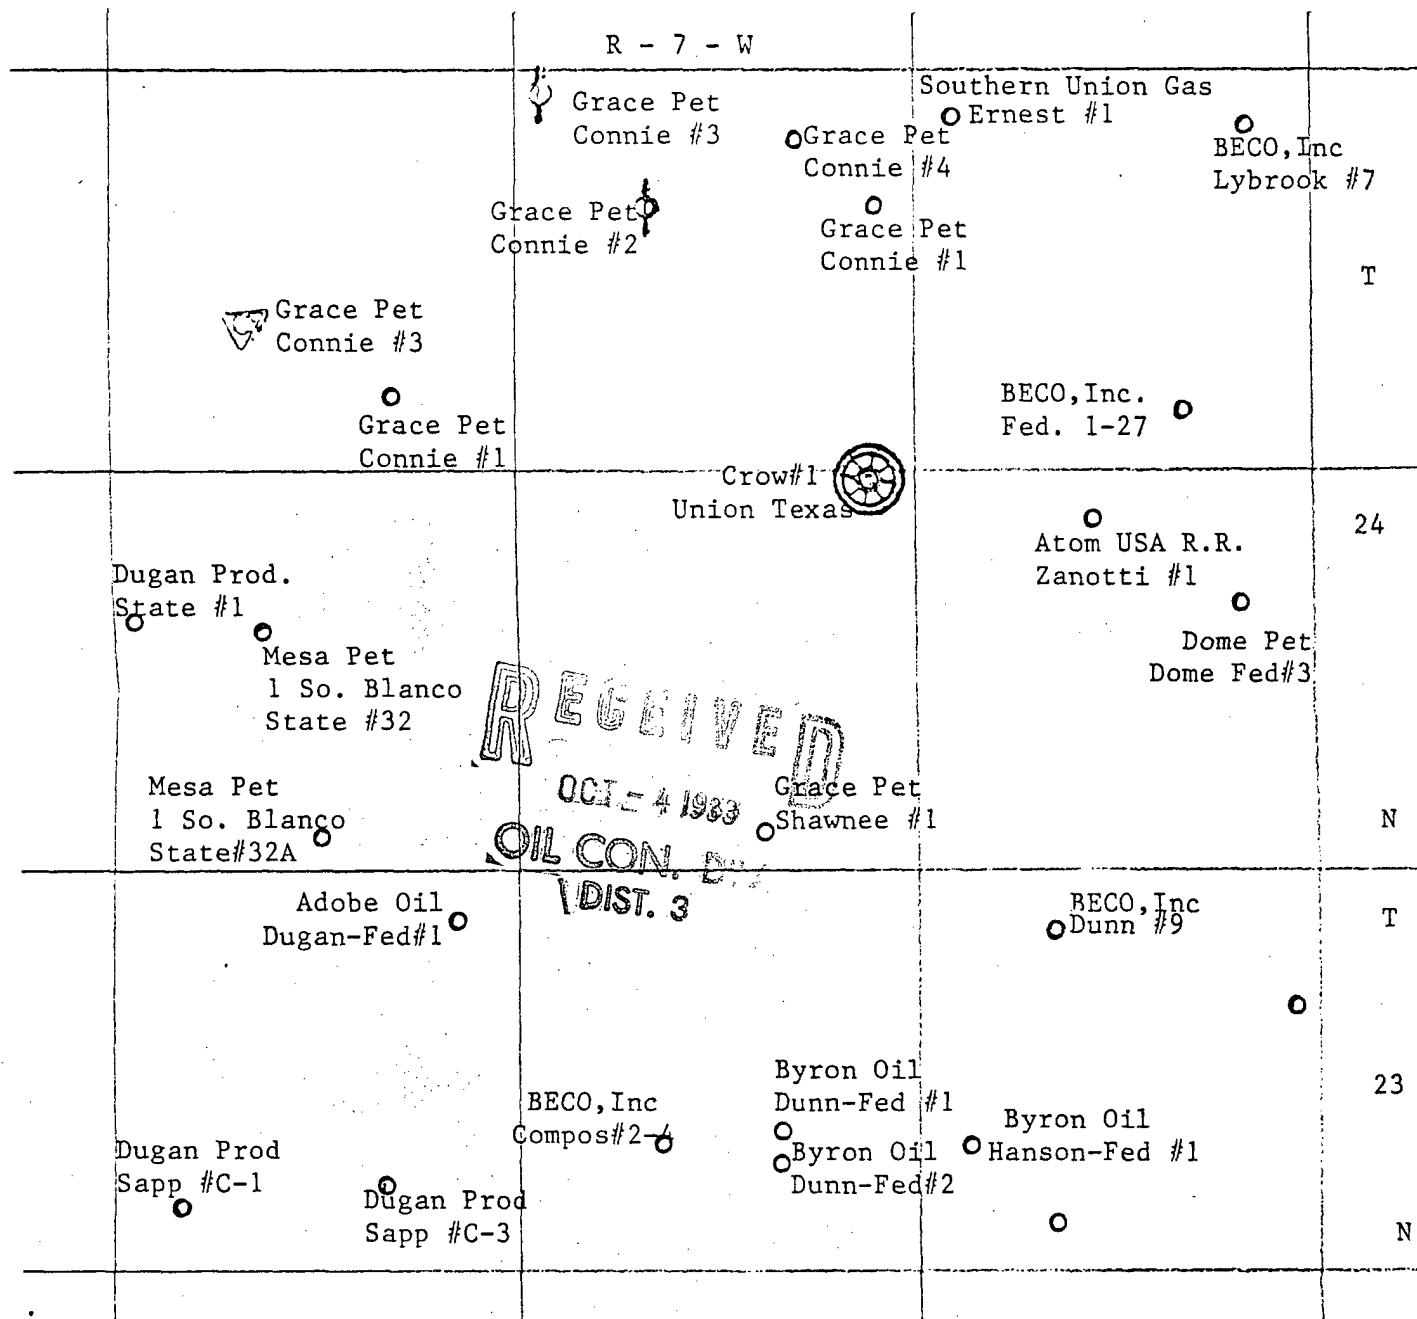 R - 7 - W
Grace Pet
Connie #3
Grace Pet
Connie #4
Southern Union Gas
Ernest #1
BECO,Inc
Lybrook #7
Grace Pet
Connie #2
Grace Pet
Connie #1
T
Grace Pet
Connie #3
Grace Pet
Connie #1
BECO,Inc.
Fed. 1-27
Crow#1
Union Texas
Atom USA R.R.
Zanotti #1
24
Dugan Prod.
State #1
Mesa Pet
1 So. Blanco
State #32
Dome Pet
Dome Fed#3
RECEIVED
OCT - 4 1983
OIL CON. DIV.
DIST. 3
Mesa Pet
1 So. Blanco
State#32A
Grace Pet
Shawnee #1
N
Adobe Oil
Dugan-Fed#1
BECO,Inc
Dunn #9
T
Byron Oil
Dunn-Fed #1
23
BECO,Inc
Compos#2-4
Byron Oil
Dunn-Fed#2
Byron Oil
Hanson-Fed #1
Dugan Prod
Sapp #C-1
Dugan Prod
Sapp #C-3
N